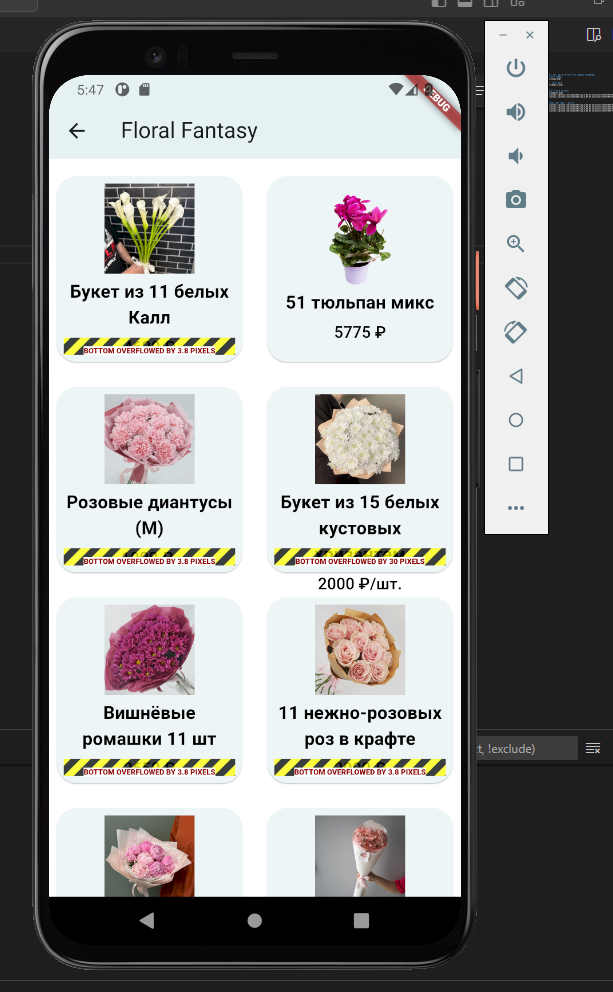 5:47
Floral Fantasy
Букет из 11 белых
Калл
BOTTOM OVERFLOWED BY 3.8 PIXELS
51 тюльпан микс
5775 ₽
Розовые диантусы
(M)
BOTTOM OVERFLOWED BY 3.8 PIXELS
Букет из 15 белых
кустовых
BOTTOM OVERFLOWED BY 30 PIXELS
2000 ₽/шт.
Вишнёвые
ромашки 11 шт
BOTTOM OVERFLOWED BY 3.8 PIXELS
11 нежно-розовых
роз в крафте
BOTTOM OVERFLOWED BY 3.8 PIXELS
t, !exclude)